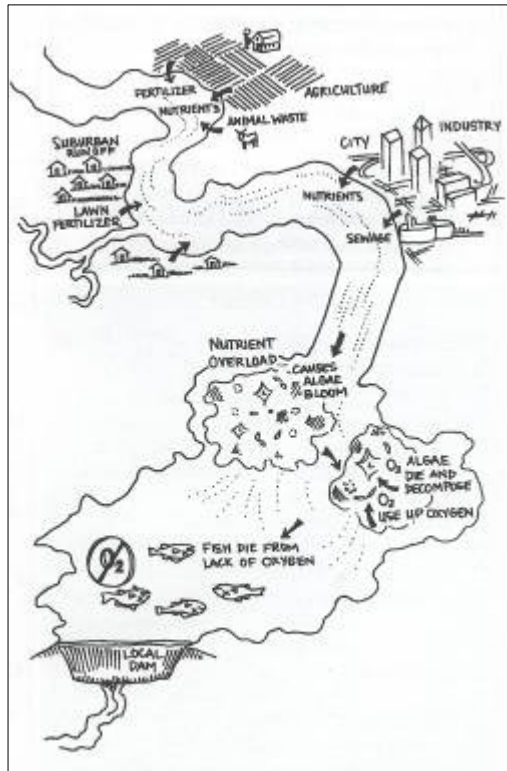 FERTILIZER
NUTRIENTS
AGRICULTURE
ANIMAL WASTE
SUBURBAN
RUNOFF
LAWN
FERTILIZER
CITY
INDUSTRY
NUTRIENTS
SEWAGE
NUTRIENT
OVERLOAD
CAUSES
ALGAE
BLOOM
O2 ALGAE
DIE AND
DECOMPOSE
O2
USE UP OXYGEN
O2
FISH DIE FROM
LACK OF OXYGEN
LOCAL
DAM